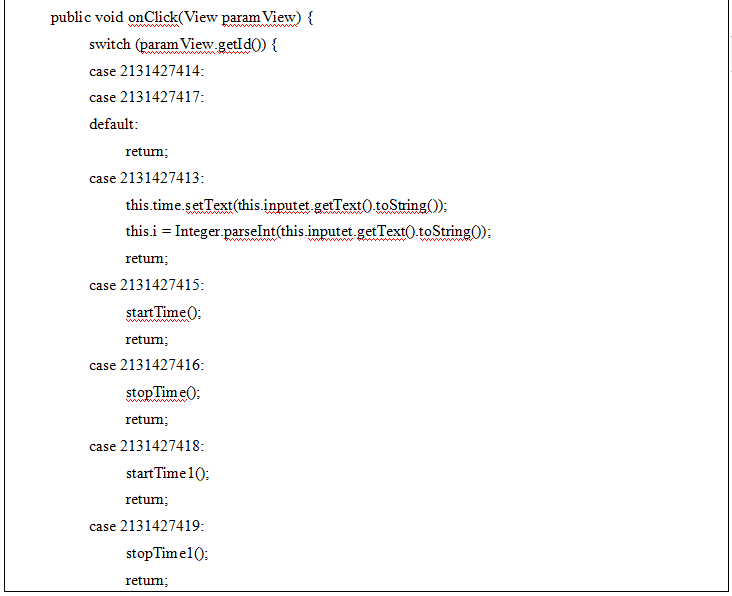 public void onClick(View paramView) {
switch (paramView.getId()) {
case 2131427414:
case 2131427417:
default:
return;
case 2131427413:
this.time.setText(this.inputet.getText().toString());
this.i = Integer.parseInt(this.inputet.getText().toString());
return;
case 2131427415:
startTime();
return;
case 2131427416:
stopTime();
return;
case 2131427418:
startTime1();
return;
case 2131427419:
stopTime1();
return;